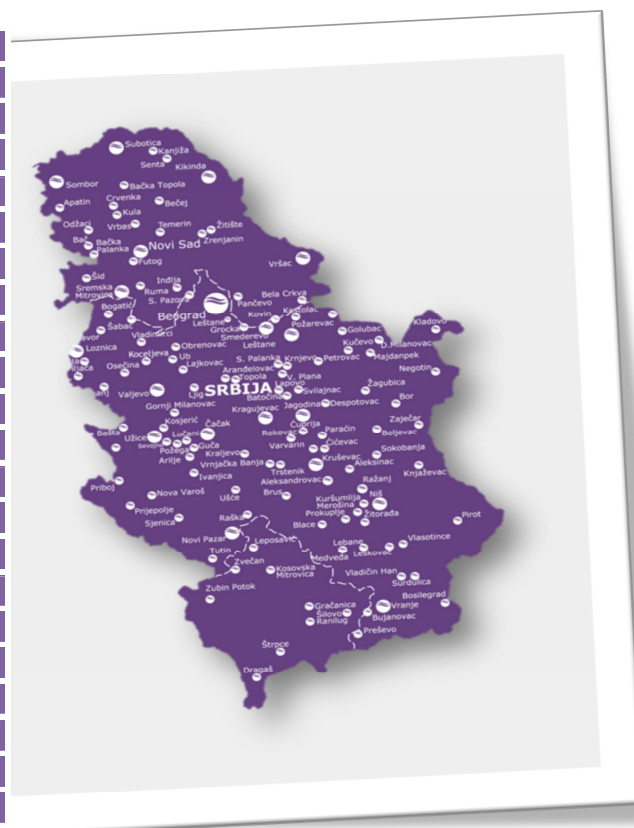 Subotica
Kanjiža
Senta
Kikinda
Sombor
Bačka Topola
Apatin
Crvenka
Bečej
Kula
Odžaci
Vrbas
Temerin
Žitište
Bač
Bačka
Palanka
Novi Sad
Zrenjanin
Futog
Vršac
Šid
Inđija
Sremska
Mitrovica
Ruma
S. Pazova
Pančevo
Bela Crkva
Bogatić
Beograd
Kovin
Kostolac
Leštane
Požarevac
Šabac
Vladimirci
Grocka
Smederevo
Golubac
Kladovo
Loznica
Obrenovac
Leštane
Kučevo
D.Milanovac
Koceljeva
Ub
S. Palanka
Krnjevo
Petrovac
Majdanpek
Osečina
Lajkovac
Aranđelovac
Negotin
Topola
V. Plana
Valjevo
Ljig
SRBIJA
Lapovo
Svilajnac
Žagubica
Batočina
Gornji Milanovac
Kragujevac
Jagodina
Despotovac
Bor
Kosjerić
Čačak
Ćuprija
Zaječar
Bašta
Užice
Lučani
Rekovac
Paraćin
Boljevac
Sevojno
Požega
Guča
Varvarin
Ćićevac
Sokobanja
Arilje
Kraljevo
Kruševac
Vrnjačka Banja
Trstenik
Aleksinac
Knjaževac
Ivanjica
Aleksandrovac
Ražanj
Priboj
Nova Varoš
Ušće
Brus
Kuršumlija
Niš
Prijepolje
Merošina
Sjenica
Raška
Prokuplje
Žitorađa
Pirot
Blace
Novi Pazar
Leposavić
Lebane
Vlasotince
Tutin
Medveđa
Leskovac
Zvečan
Kosovska
Mitrovica
Vladičin Han
Zubin Potok
Surdulica
Bosilegrad
Gračanica
Vranje
Šilovo
Ranilug
Bujanovac
Preševo
Štrpce
Dragaš